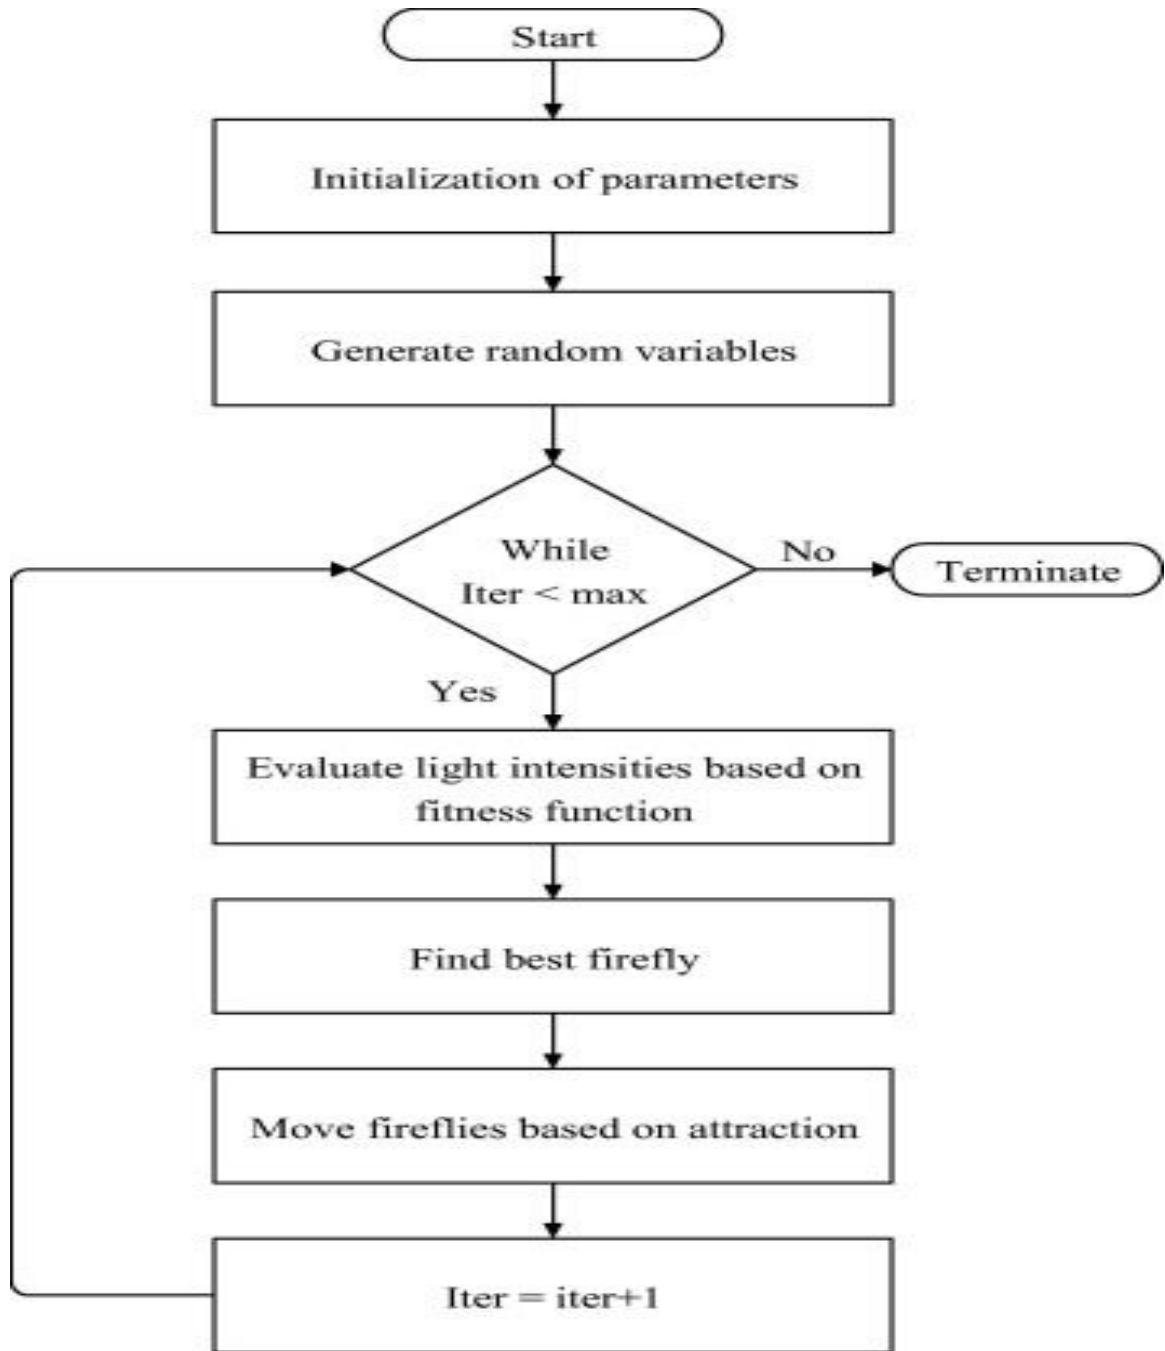 Start
Initialization of parameters
Generate random variables
While
Iter < max
No
Terminate
Yes
Evaluate light intensities based on
fitness function
Find best firefly
Move fireflies based on attraction
Iter = iter+1